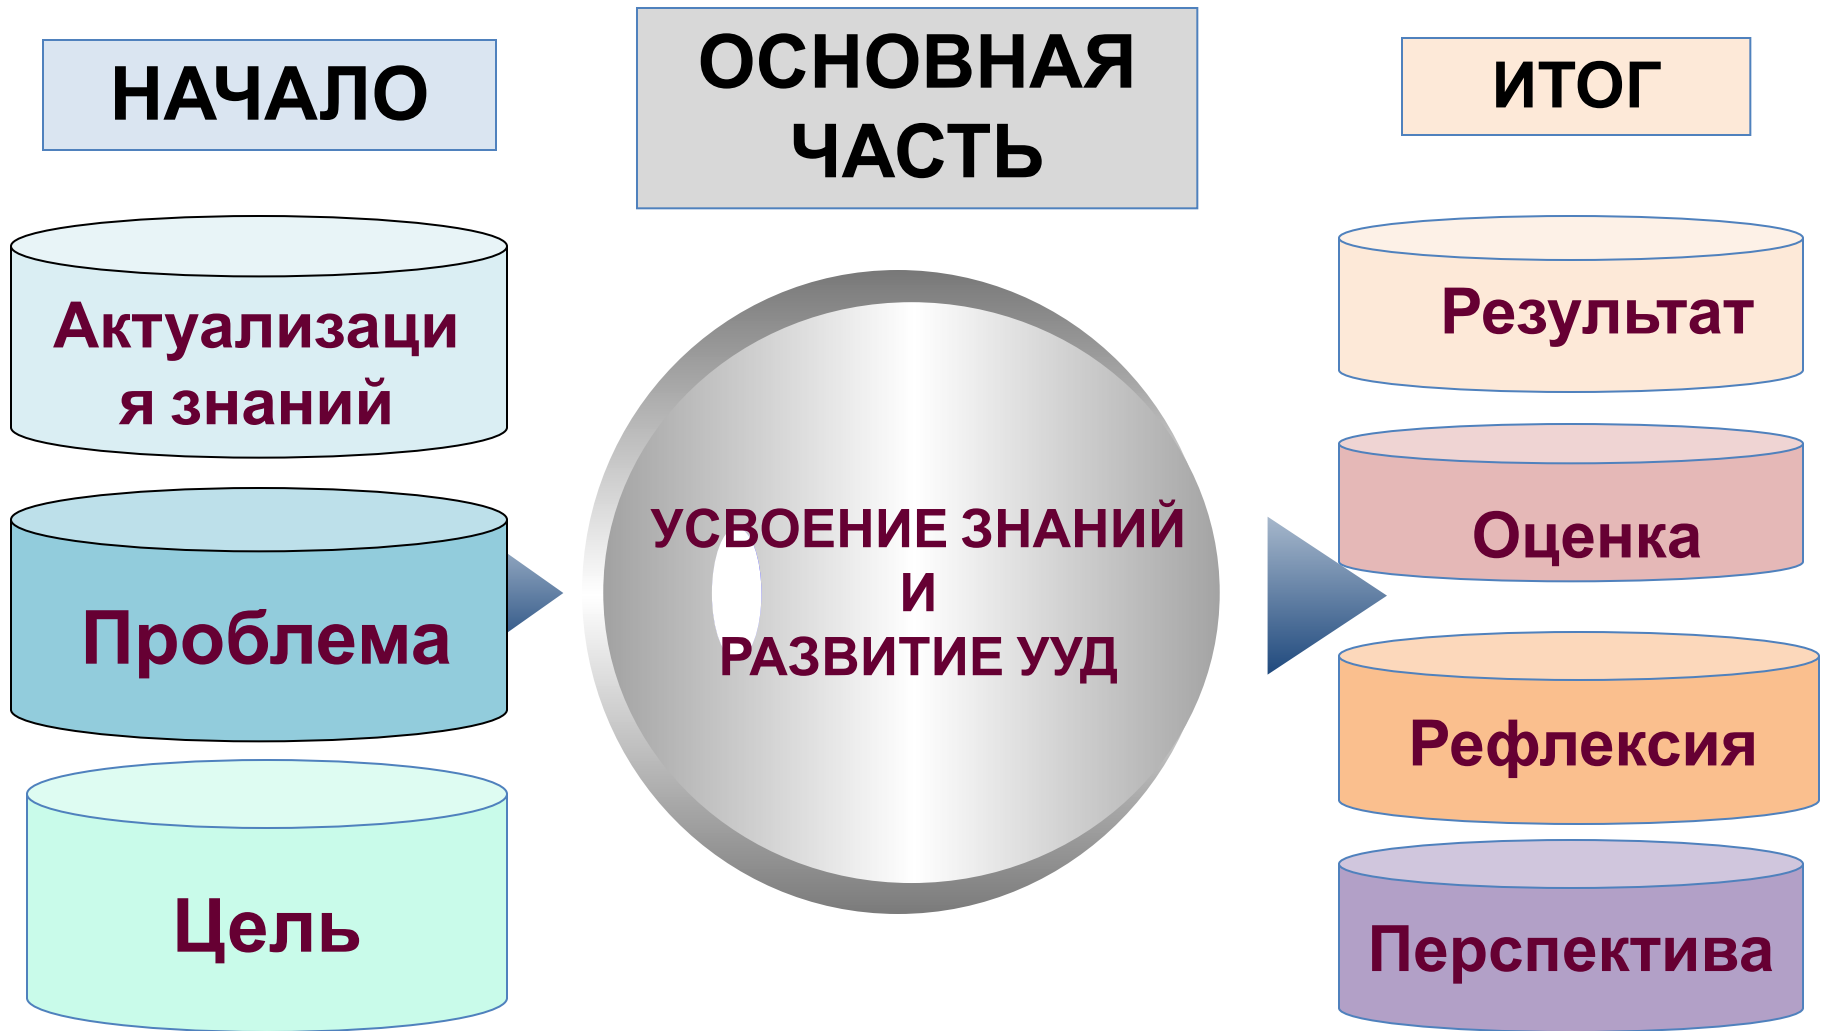 НАЧАЛО
ОСНОВНАЯ
ЧАСТЬ
ИТОГ
Актуализаци
я знаний
Проблема
Цель
УСВОЕНИЕ ЗНАНИЙ
И
РАЗВИТИЕ УУД
Результат
Оценка
Рефлексия
Перспектива